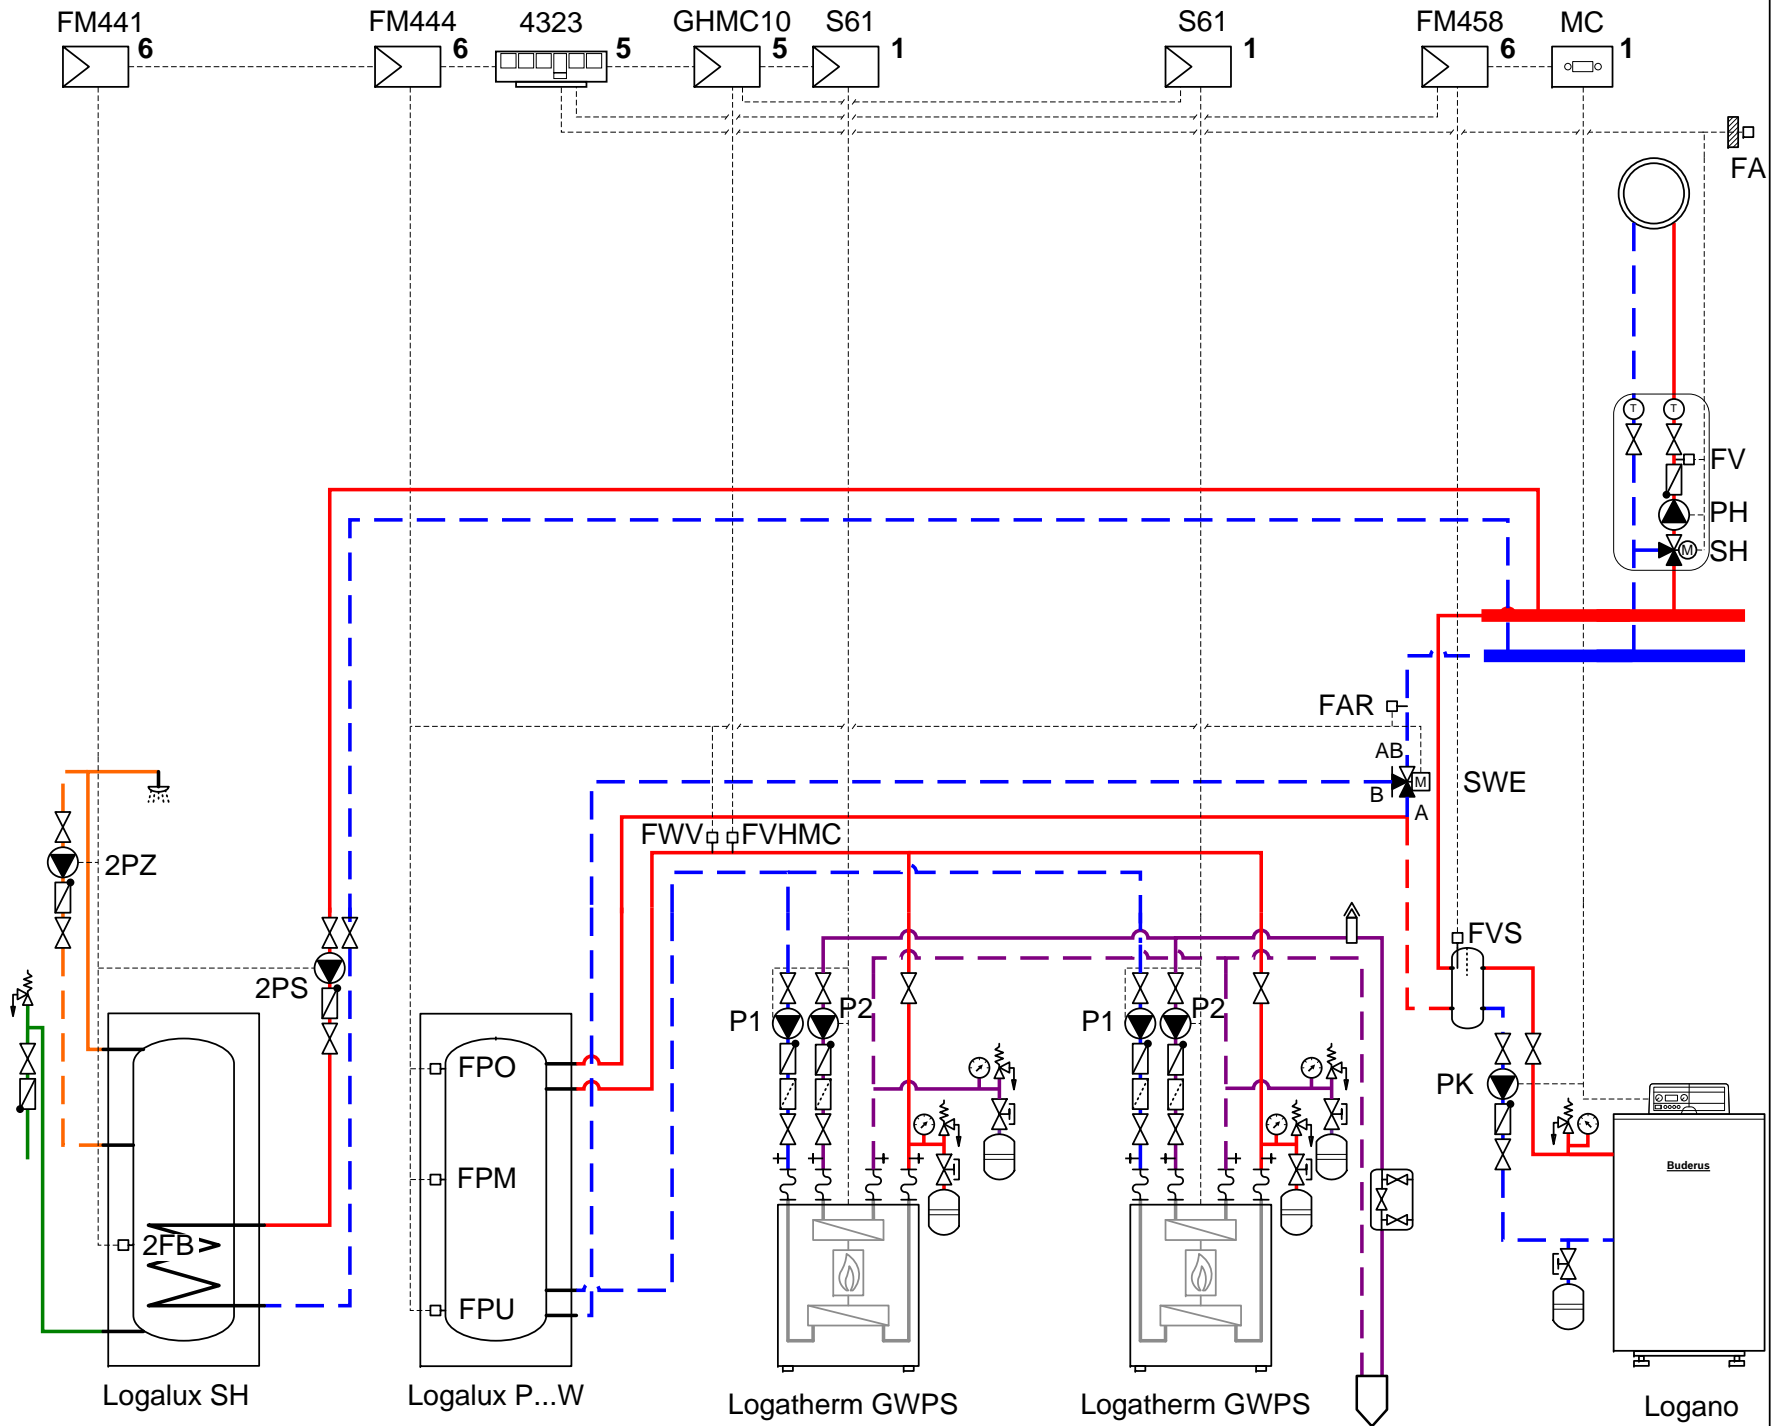 FM441 FM444 4323 GHMC10 S61 S61 FM458 MC
6 6 5 5 1 1 6 1
FA
T T
FV
PH
M SH
FAR
AB
M SWE
B
A
FWV FVHMC
2PZ
FVS
2PS
P1 P2 P1 P2
FPO
PK
Buderus
FPM
2FB
FPU
Logalux SH Logalux P...W Logatherm GWPS Logatherm GWPS Logano